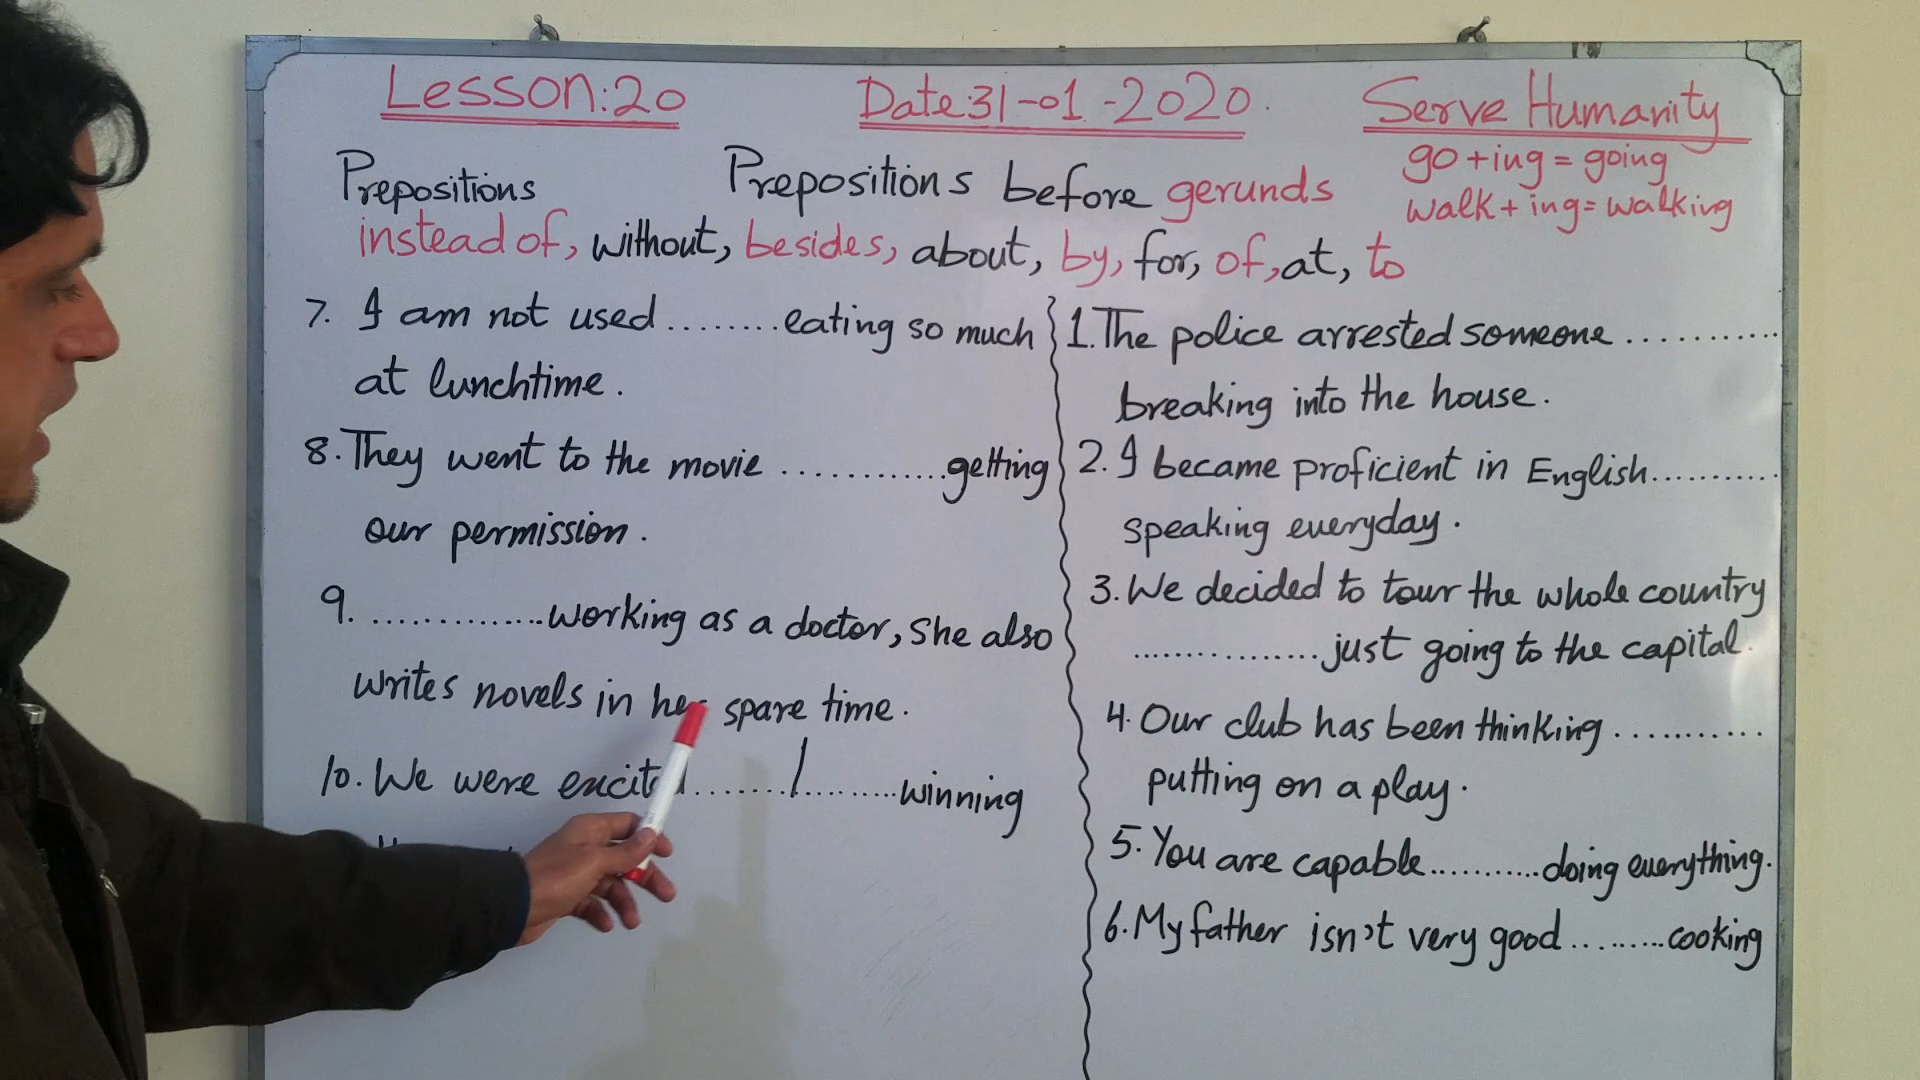 Lesson:20 Date:31-01-2020. Serve Humanity
go+ing=going
walk+ing=walking
Prepositions Prepositions before gerunds
instead of, without, besides, about, by, for, of, at, to
7. I am not used ........ eating so much
at lunchtime.
8. They went to the movie ............ getting
our permission.
9. ............... working as a doctor, She also
writes novels in her spare time.
10. We were excited ......./......... winning
1. The police arrested someone ...........
breaking into the house.
2. I became proficient in English...........
speaking everyday.
3. We decided to tour the whole country
................ just going to the capital.
4. Our club has been thinking ...........
putting on a play.
5. You are capable........... doing everything.
6. My father isn't very good ......... cooking